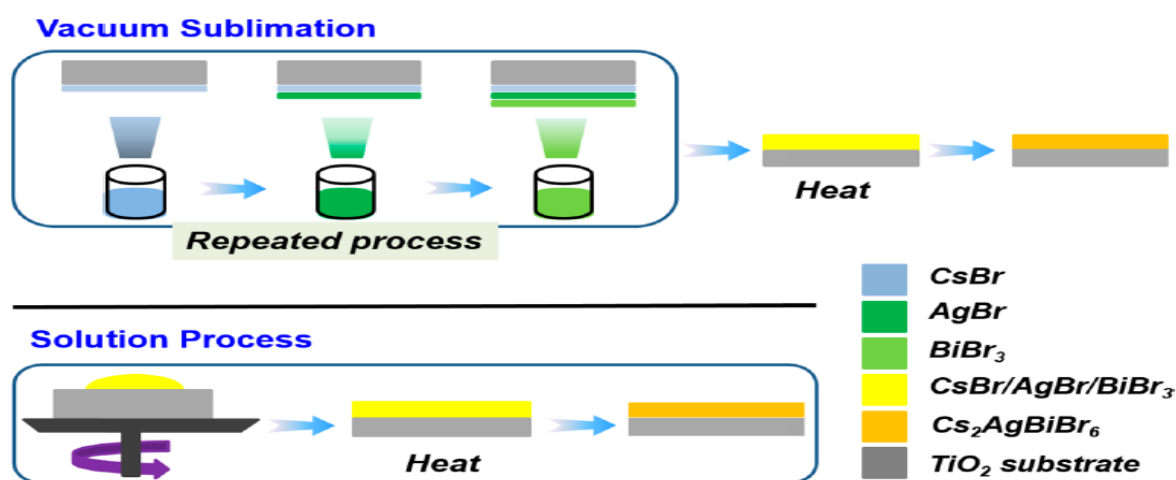 Vacuum Sublimation
Heat
Repeated process
CsBr
AgBr
BiBr₃
CsBr/AgBr/BiBr₃
Cs₂AgBiBr₆
TiO₂ substrate
Solution Process
Heat